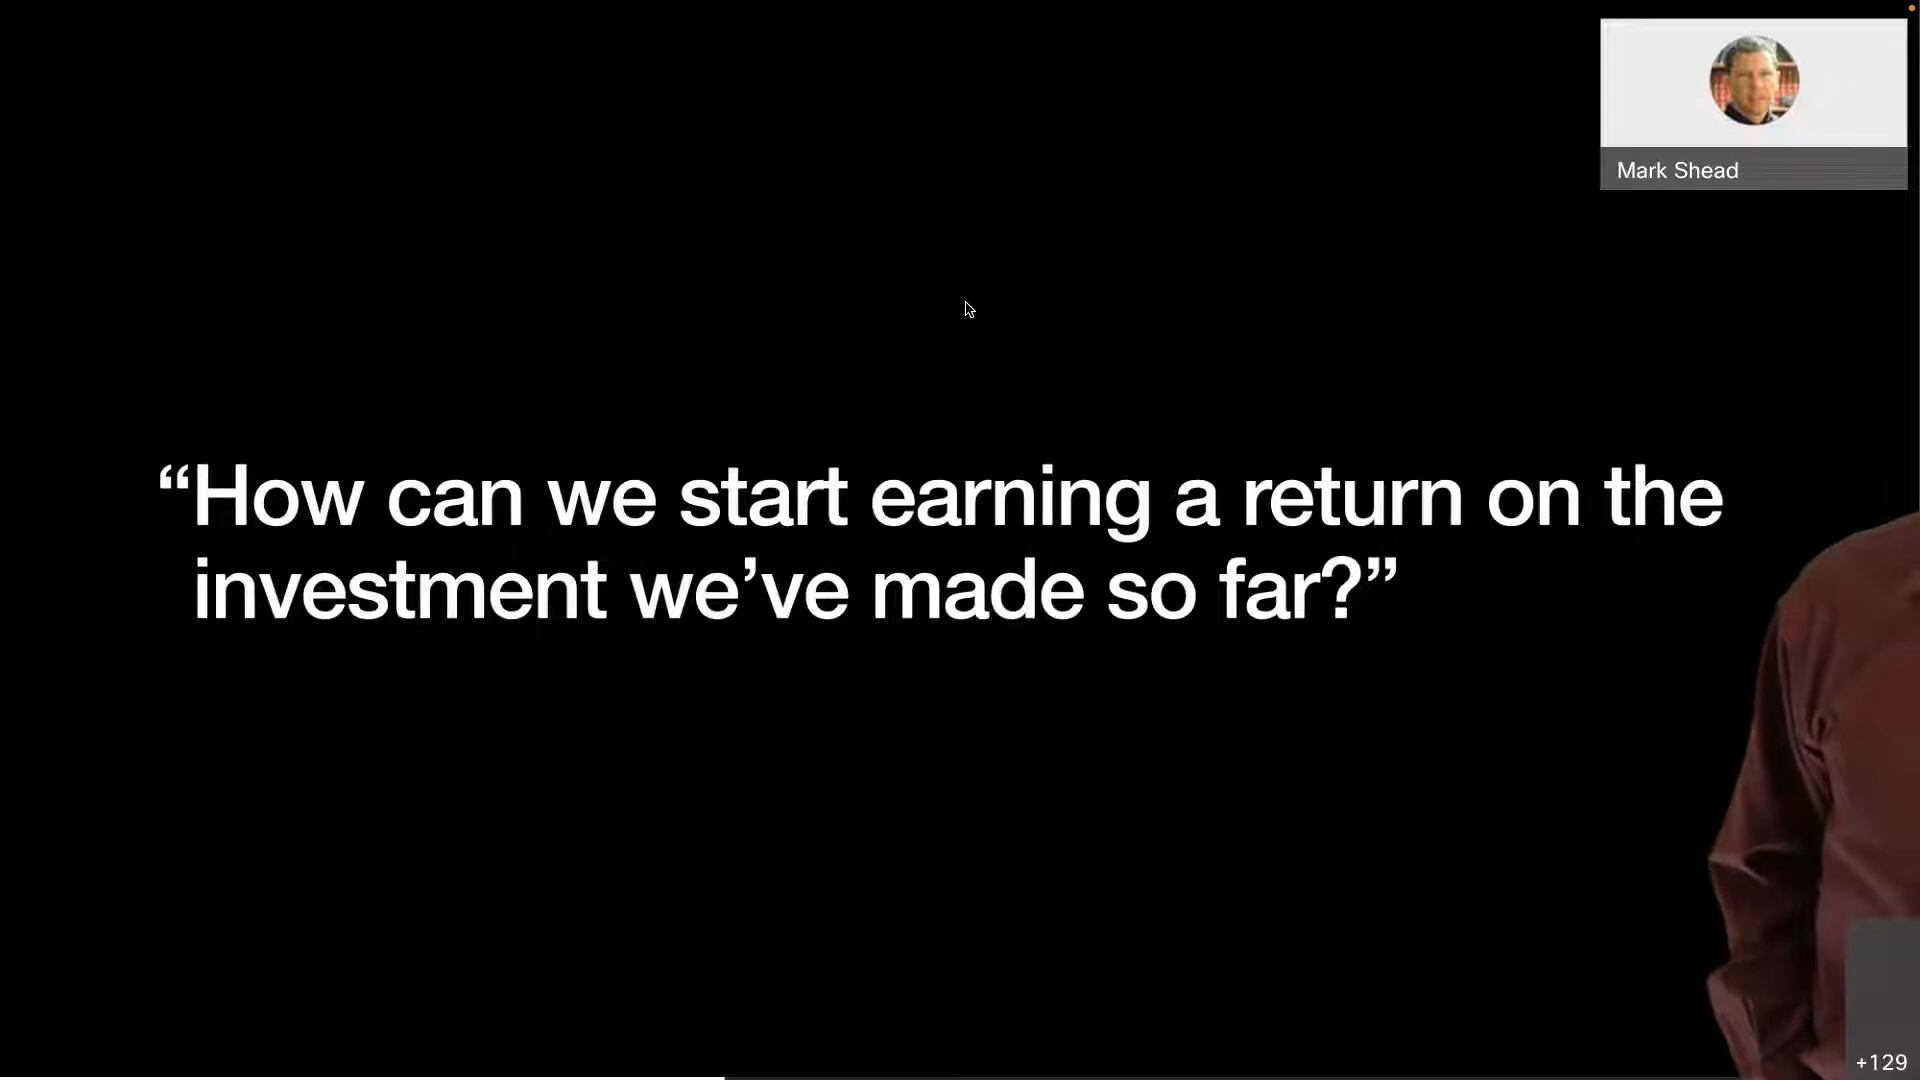 Mark Shead
“How can we start earning a return on the
investment we’ve made so far?”
+129